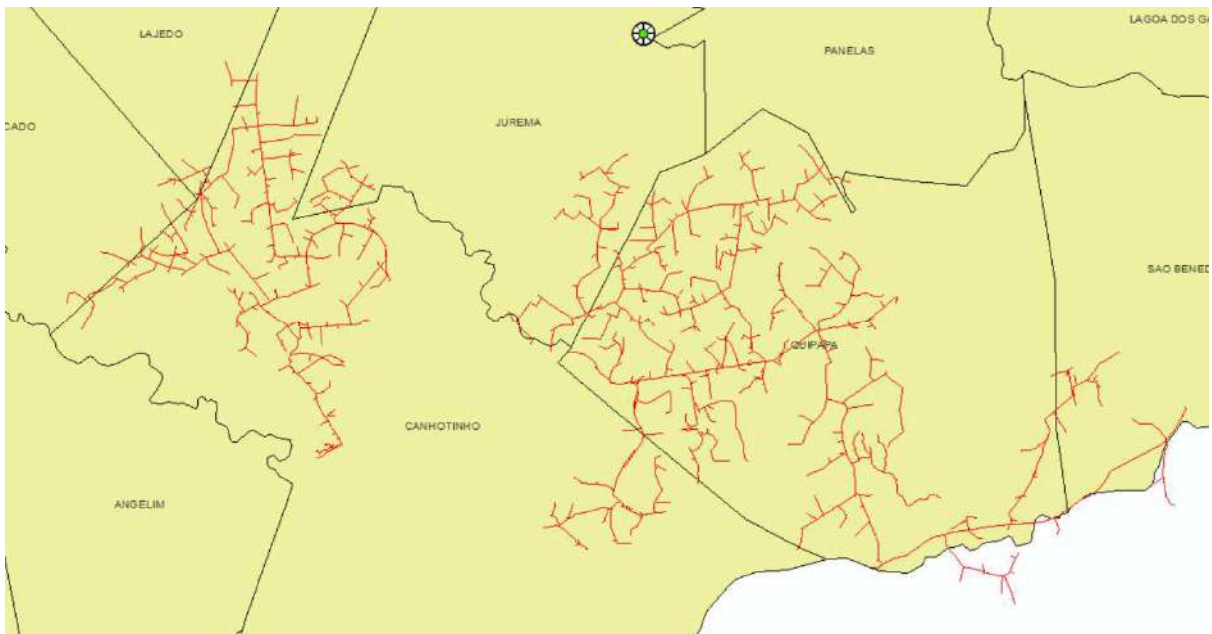 LAGOA DOS GA
LAJEDO
PANELAS
CADO
JUREMA
SAO BENED
QUIPAPA
CANHOTINHO
ANGELIM